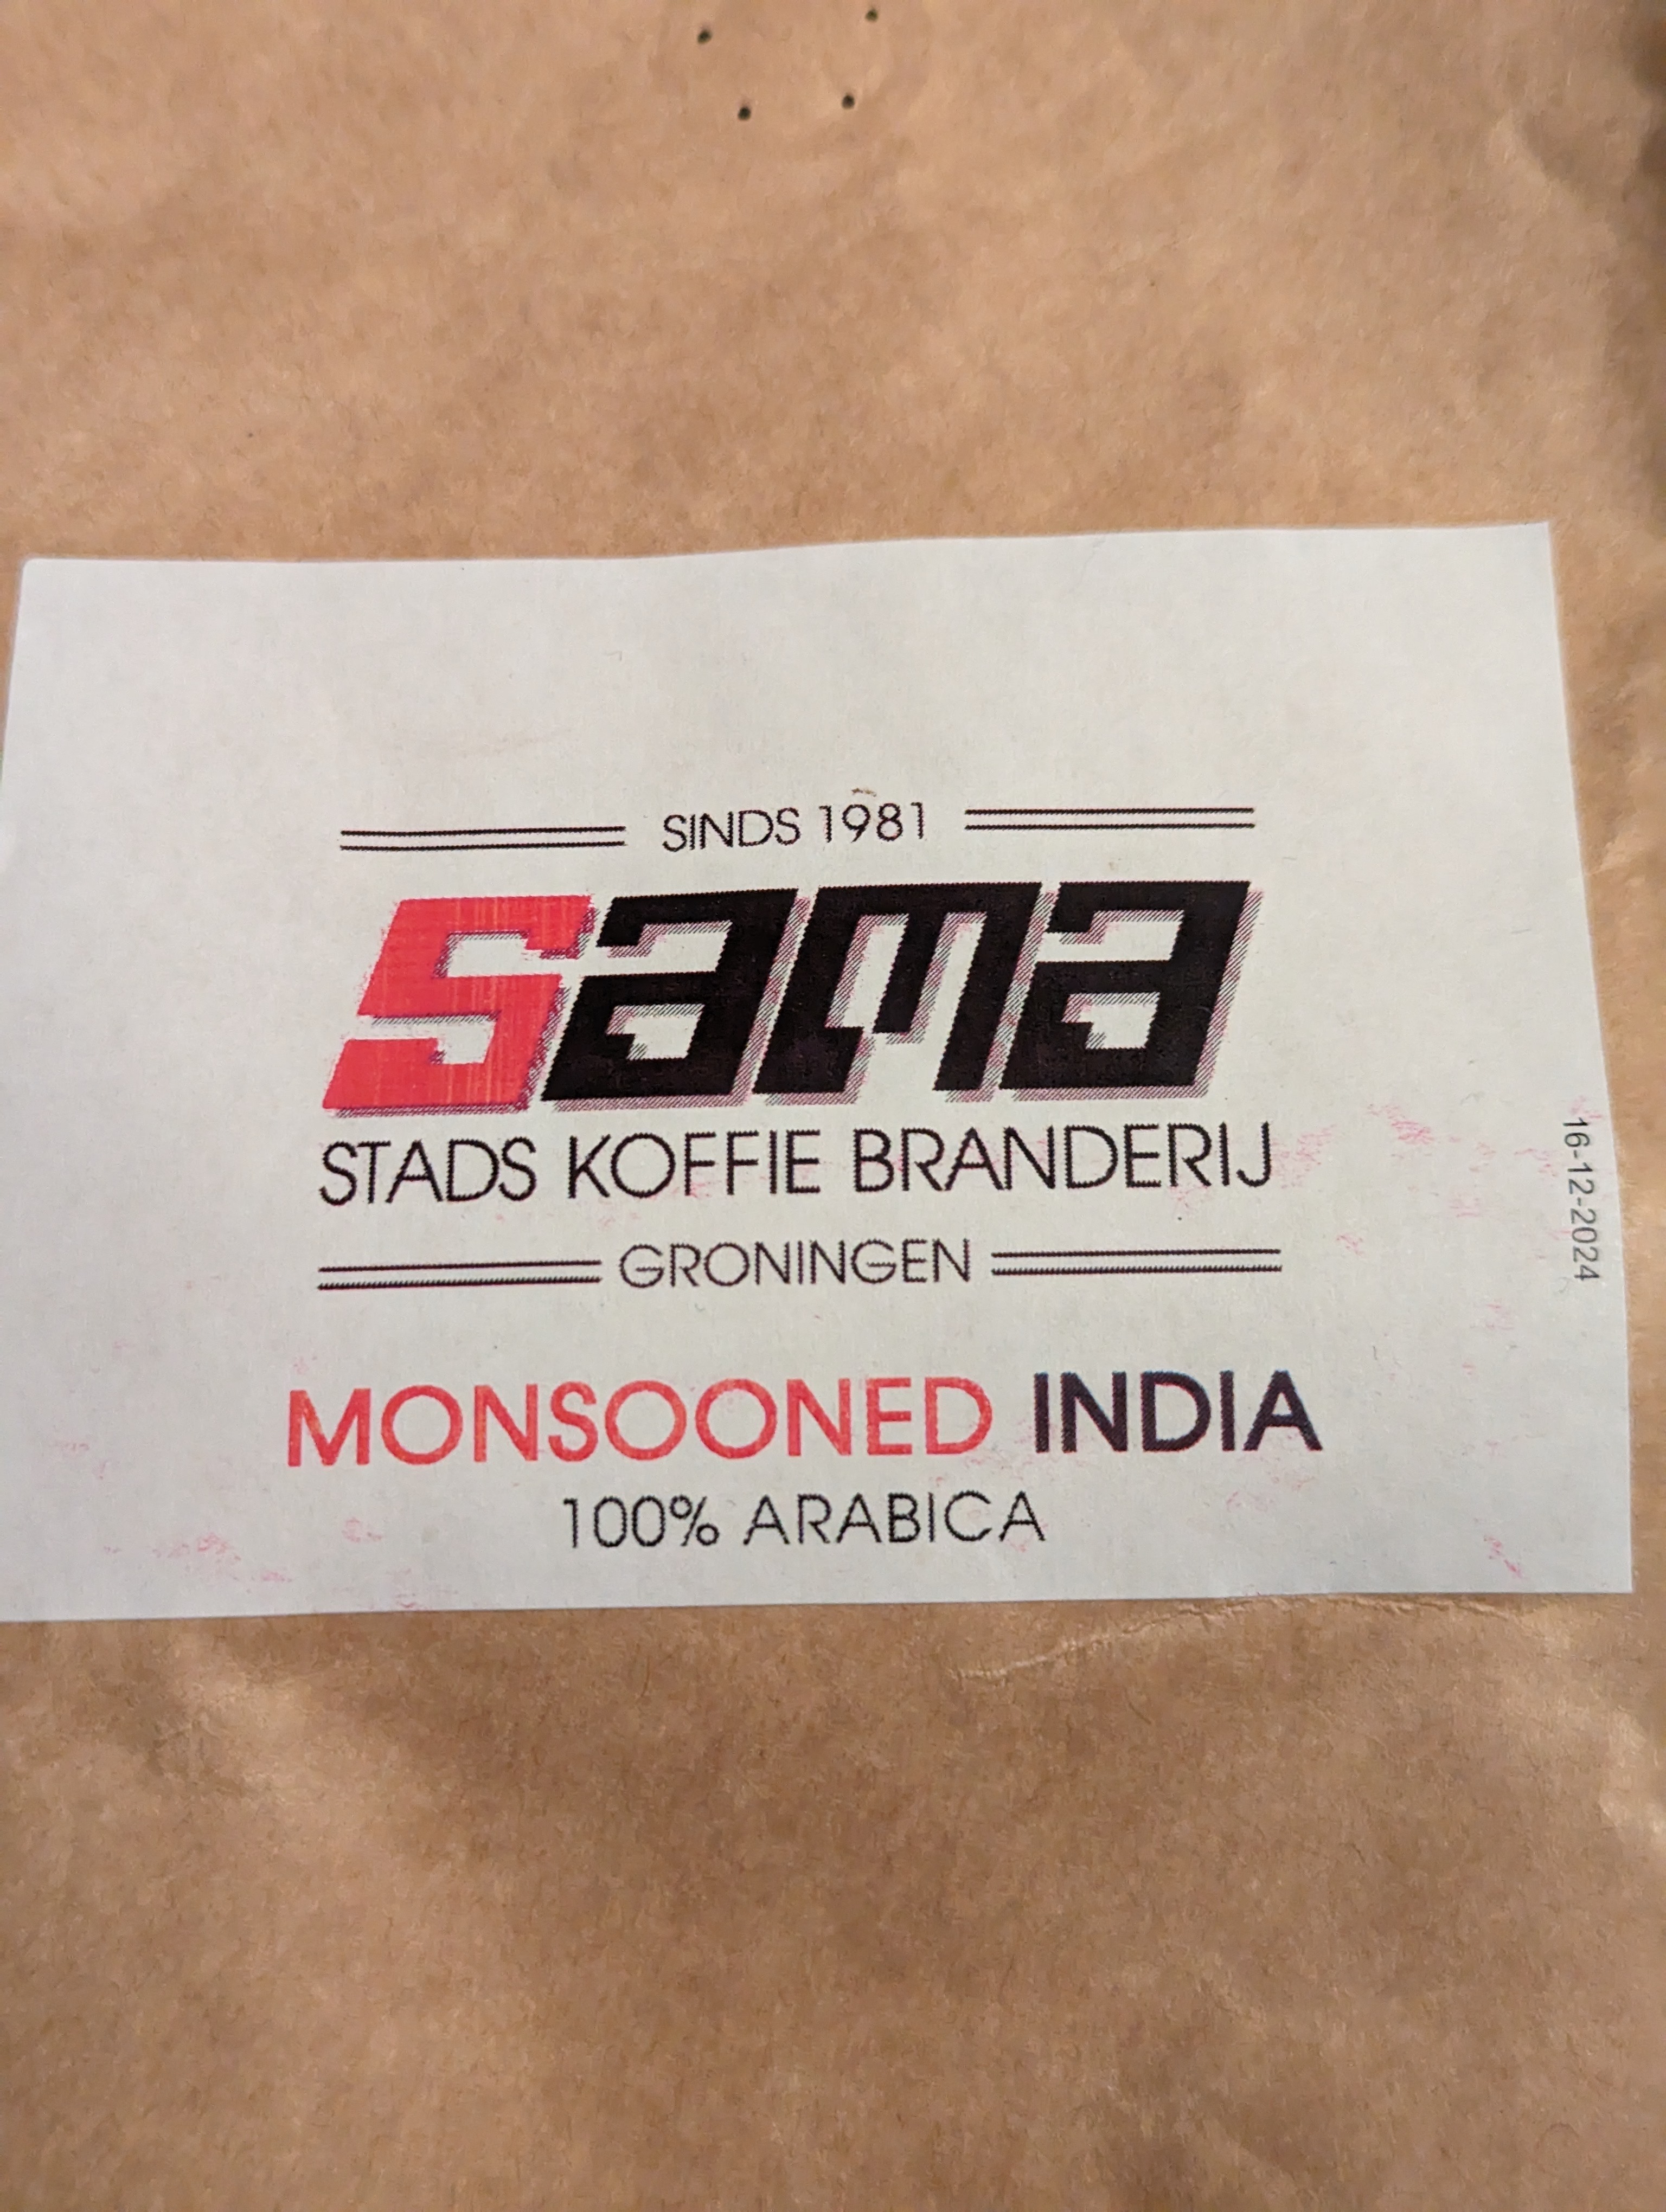 SINDS 1981
sama
STADS KOFFIE BRANDERIJ
GRONINGEN
MONSOONED INDIA
100% ARABICA
16-12-2024